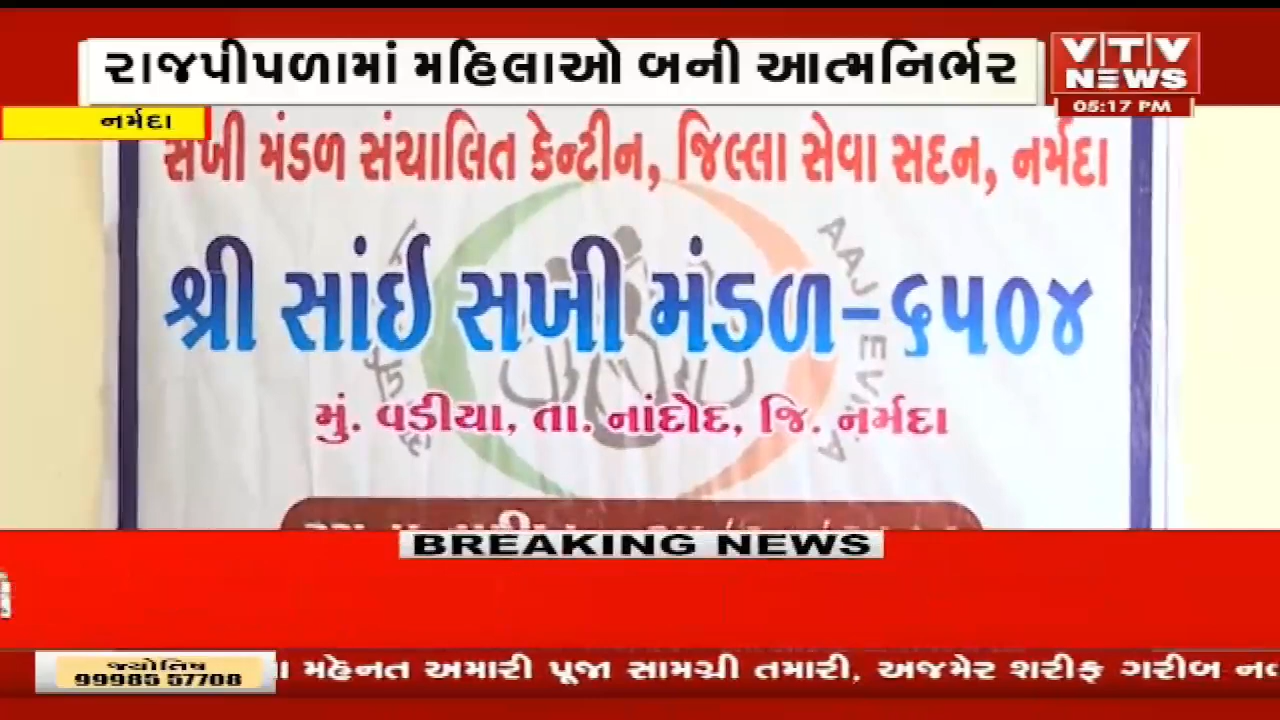 રાજપીપળામાં મહિલાઓ બની આત્મનિર્ભર
VTV
NEWS
05:17 PM
નર્મદા
સખી મંડળ સંચાલિત કેન્ટીન, જિલ્લા સેવા સદન, નર્મદા
શ્રી સાંઈ સખી મંડળ-૬૫૦૪
AAJEEVIKA
મું. વડીયા, તા. નાંદોદ, જિ. નર્મદા
BREAKING NEWS
જ્યોતિષ
99985 57708
મહેનત અમારી પૂજા સામગ્રી તમારી, અજમેર શરીફ ગરીબ